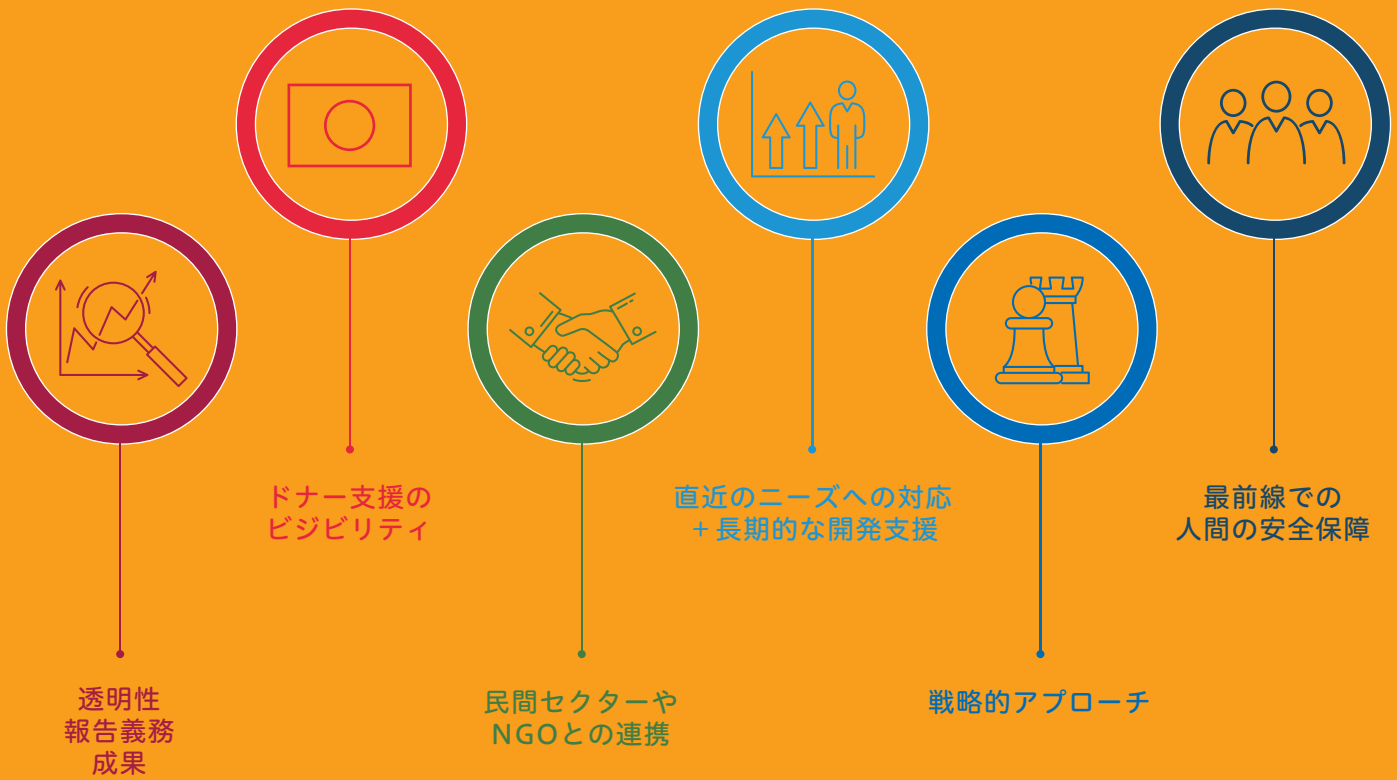 透明性
報告義務
成果
ドナー支援の
ビジビリティ
民間セクターや
NGOとの連携
直近のニーズへの対応
+長期的な開発支援
戦略的アプローチ
最前線での
人間の安全保障